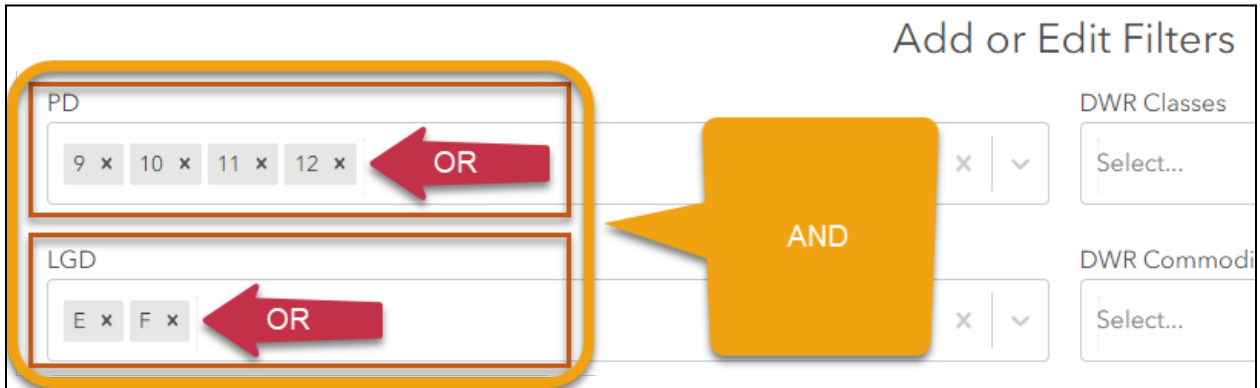 Add or Edit Filters
PD
9 × 10 × 11 × 12 ×
OR
DWR Classes
Select...
AND
LGD
E × F ×
OR
DWR Commodi
Select...